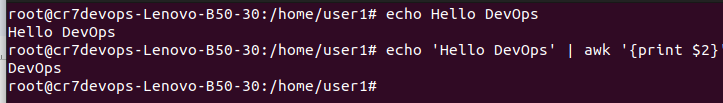 root@cr7devops-Lenovo-B50-30:/home/user1# echo Hello DevOps
Hello DevOps
root@cr7devops-Lenovo-B50-30:/home/user1# echo 'Hello DevOps' | awk '{print $2}'
DevOps
root@cr7devops-Lenovo-B50-30:/home/user1#